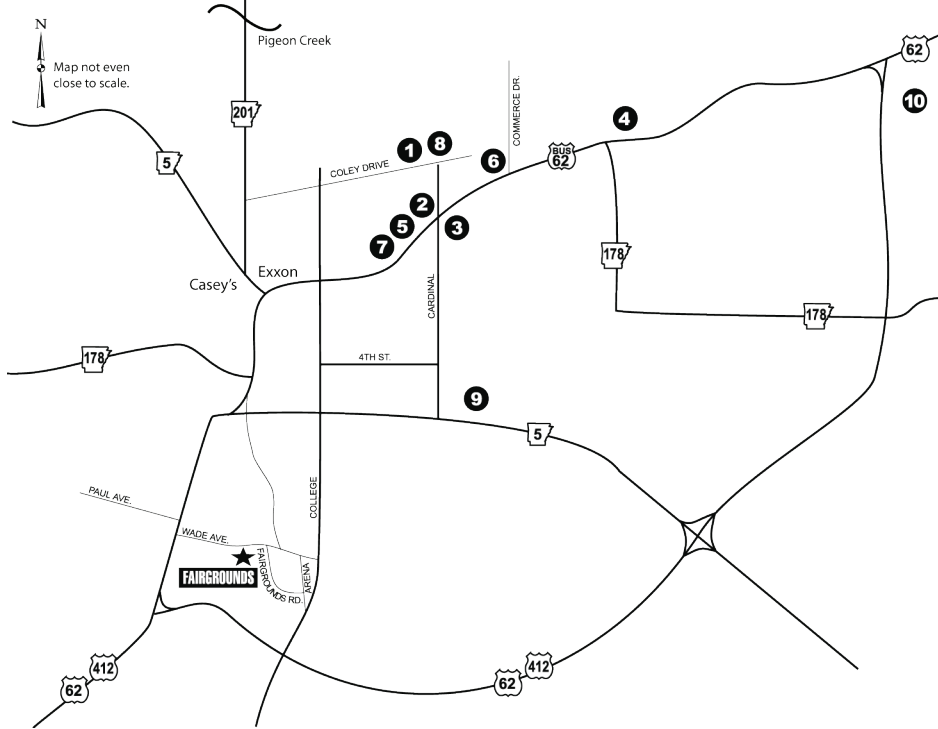 N
Map not even
close to scale.
Pigeon Creek
201
5
COMMERCE DR.
62
10
4
1
8
COLEY DRIVE
6
BUS
62
2
5
3
7
178
Casey's
Exxon
CARDINAL
178
178
4TH ST.
9
5
COLLEGE
PAUL AVE.
WADE AVE.
FAIRGROUNDS
FAIRGROUNDS RD.
ARENA
412
62
412
62